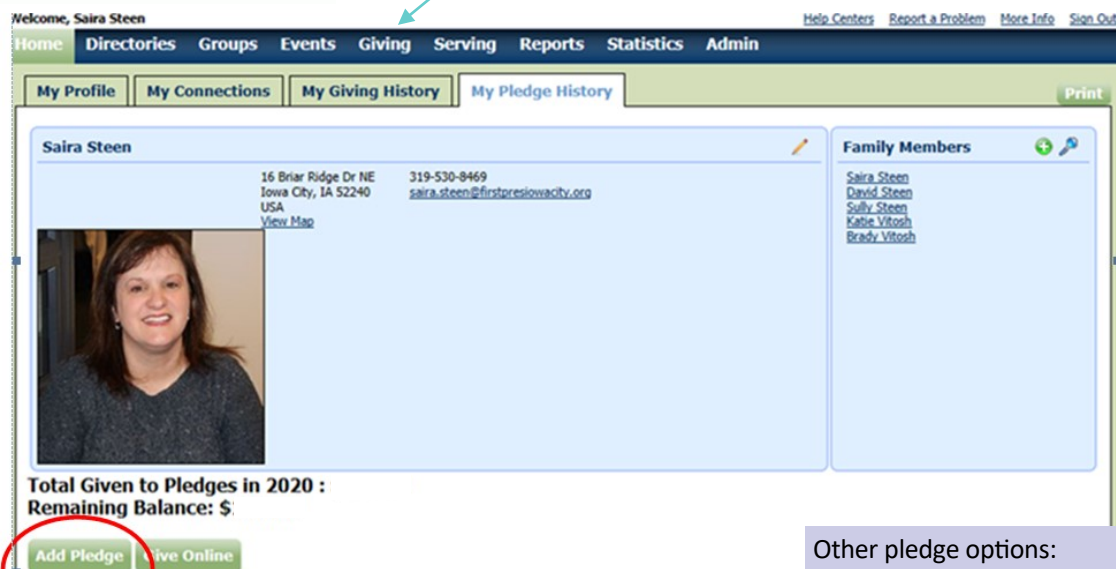 Welcome, Saira Steen
Help Centers Report a Problem More Info Sign Out
Home Directories Groups Events Giving Serving Reports Statistics Admin
My Profile My Connections My Giving History My Pledge History Print
Saira Steen
16 Briar Ridge Dr NE 319-530-8469
Iowa City, IA 52240 saira.steen@firstpresiowacity.org
USA
View Map
Family Members
Saira Steen
David Steen
Sully Steen
Katie Vitosh
Brady Vitosh
Total Given to Pledges in 2020 :
Remaining Balance: $
Add Pledge Give Online
Other pledge options: